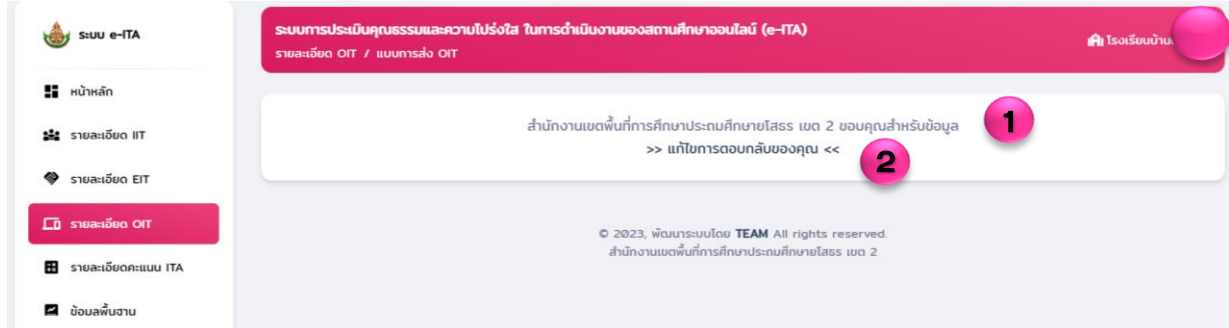 ระบบ e-ITA
หน้าหลัก
รายละเอียด IIT
รายละเอียด EIT
รายละเอียด OIT
รายละเอียดคะแนน ITA
ข้อมูลพื้นฐาน
ระบบการประเมินคุณธรรมและความโปร่งใส ในการดำเนินงานของสถานศึกษาออนไลน์ (e-ITA)
รายละเอียด OIT / แบบการส่ง OIT
โรงเรียนบ้าน
สำนักงานเขตพื้นที่การศึกษาประถมศึกษายโสธร เขต 2 ขอบคุณสำหรับข้อมูล
1
>> แก้ไขการตอบกลับของคุณ <<
2
© 2023, พัฒนาระบบโดย TEAM All rights reserved.
สำนักงานเขตพื้นที่การศึกษาประถมศึกษายโสธร เขต 2